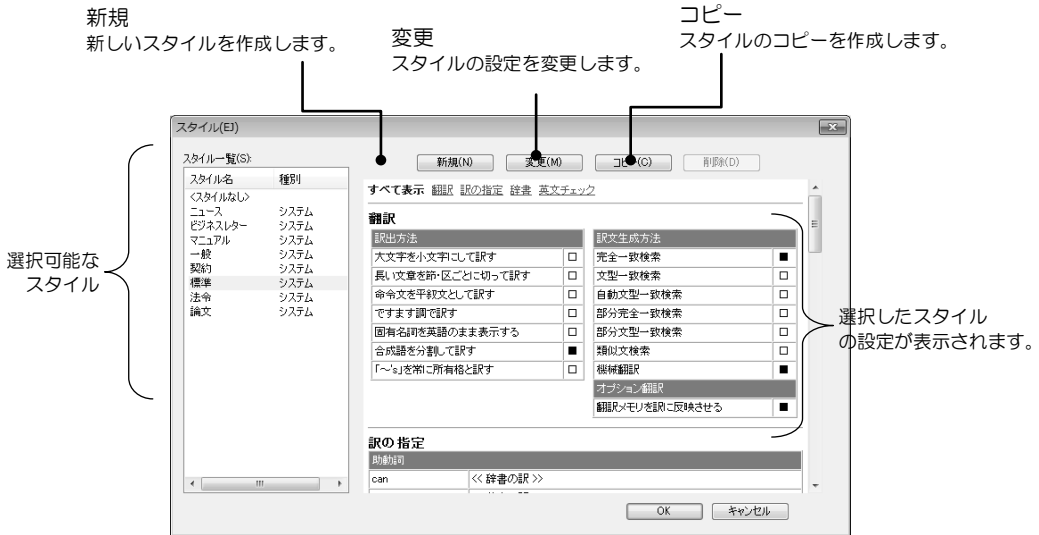 新規
新しいスタイルを作成します。
変更
スタイルの設定を変更します。
コピー
スタイルのコピーを作成します。
スタイル(EJ)
スタイル一覧(S):
新規(N)
変更(M)
コピー(C)
削除(D)
スタイル名 種別
<スタイルなし>
ニュース システム
ビジネスレター システム
マニュアル システム
一般 システム
契約 システム
標準 システム
法令 システム
論文 システム
選択可能な
スタイル
すべて表示 翻訳 訳の指定 辞書 英文チェック
翻訳
訳出方法
大文字を小文字にして訳す □
長い文章を節・区ごとに切って訳す □
命令文を平叙文として訳す □
ですます調で訳す □
固有名詞を英語のまま表示する □
合成語を分割して訳す ■
「～'s」を常に所有格と訳す □
訳文生成方法
完全一致検索 ■
文型一致検索 □
自動文型一致検索 □
部分完全一致検索 □
部分文型一致検索 □
類似文検索 □
機械翻訳 ■
オプション翻訳
翻訳メモリを訳に反映させる ■
選択したスタイル
の設定が表示されます。
訳の指定
助動詞
can << 辞書の訳 >>
OK
キャンセル